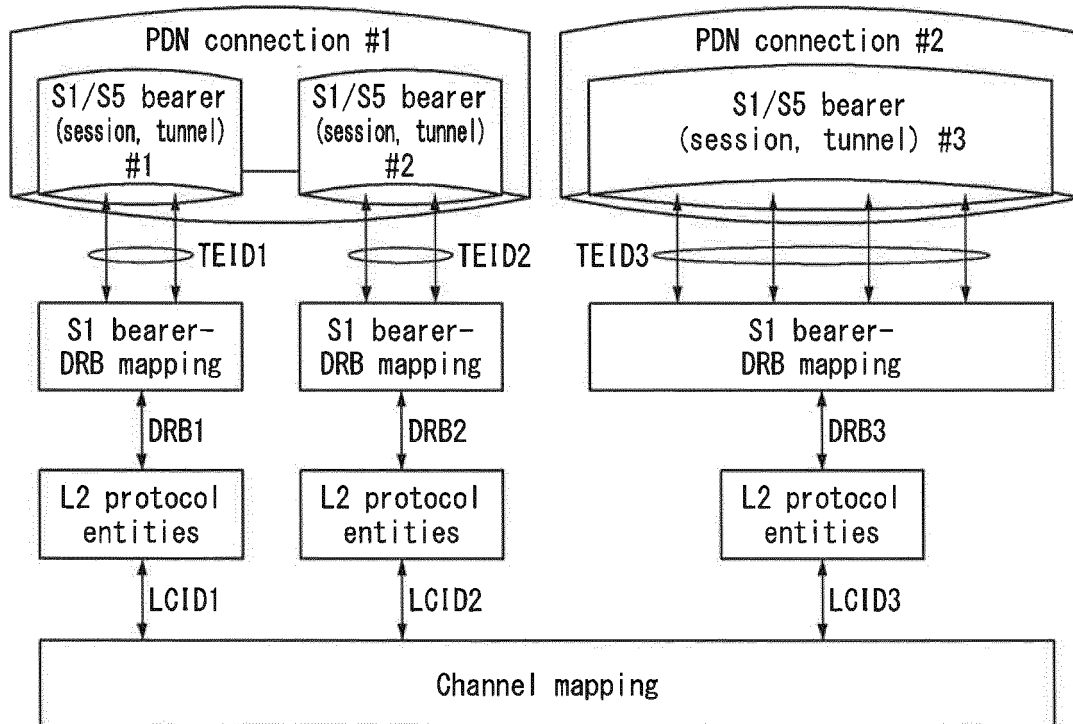 PDN connection #1
PDN connection #2
S1/S5 bearer
(session, tunnel)
#1
S1/S5 bearer
(session, tunnel)
#2
S1/S5 bearer
(session, tunnel) #3
TEID1
TEID2
TEID3
S1 bearer-
DRB mapping
S1 bearer-
DRB mapping
S1 bearer-
DRB mapping
DRB1
DRB2
DRB3
L2 protocol
entities
L2 protocol
entities
L2 protocol
entities
LCID1
LCID2
LCID3
Channel mapping